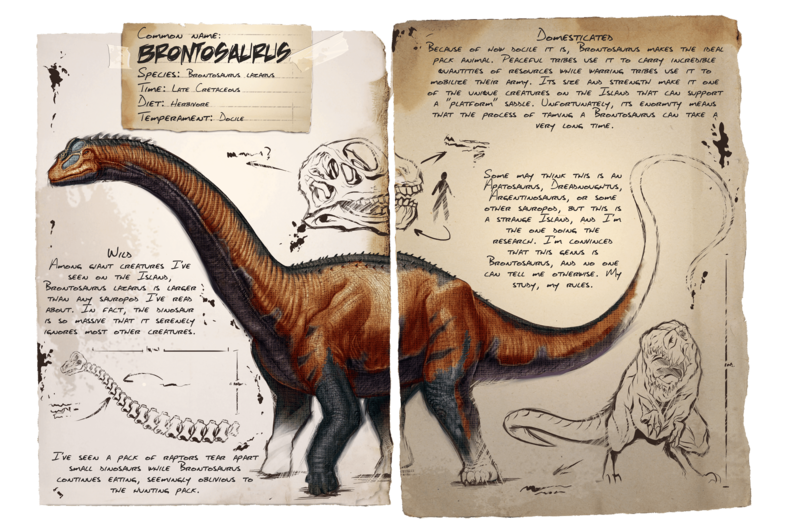 Common name:
BRONTOSAURUS
Species: Brontosaurus lazarus
Time: Late Cretaceous
Diet: Herbivore
Temperament: Docile
Wild
Among giant creatures I've
seen on the Island,
Brontosaurus lazarus is larger
than any sauropod I've read
about. In fact, the dinosaur
is so massive that it serenely
ignores most other creatures.
I've seen a pack of raptors tear apart
small dinosaurs while Brontosaurus
continues eating, seemingly oblivious to
the hunting pack.
Domesticated
Because of how docile it is, Brontosaurus makes the ideal
pack animal. Peaceful tribes use it to carry incredible
quantities of resources while warring tribes use it to
mobilize their army. Its size and strength make it one
of the unique creatures on the Island that can support
a "platform" saddle. Unfortunately, its enormity means
that the process of taming a Brontosaurus can take a
very long time.
Some may think this is an
Apatosaurus, Dreadnoughtus,
Argentinosaurus, or some
other sauropod, but this is
a strange Island, and I'm
the one doing the
research. I'm convinced
that this genus is
Brontosaurus, and no one
can tell me otherwise. My
study, my rules.